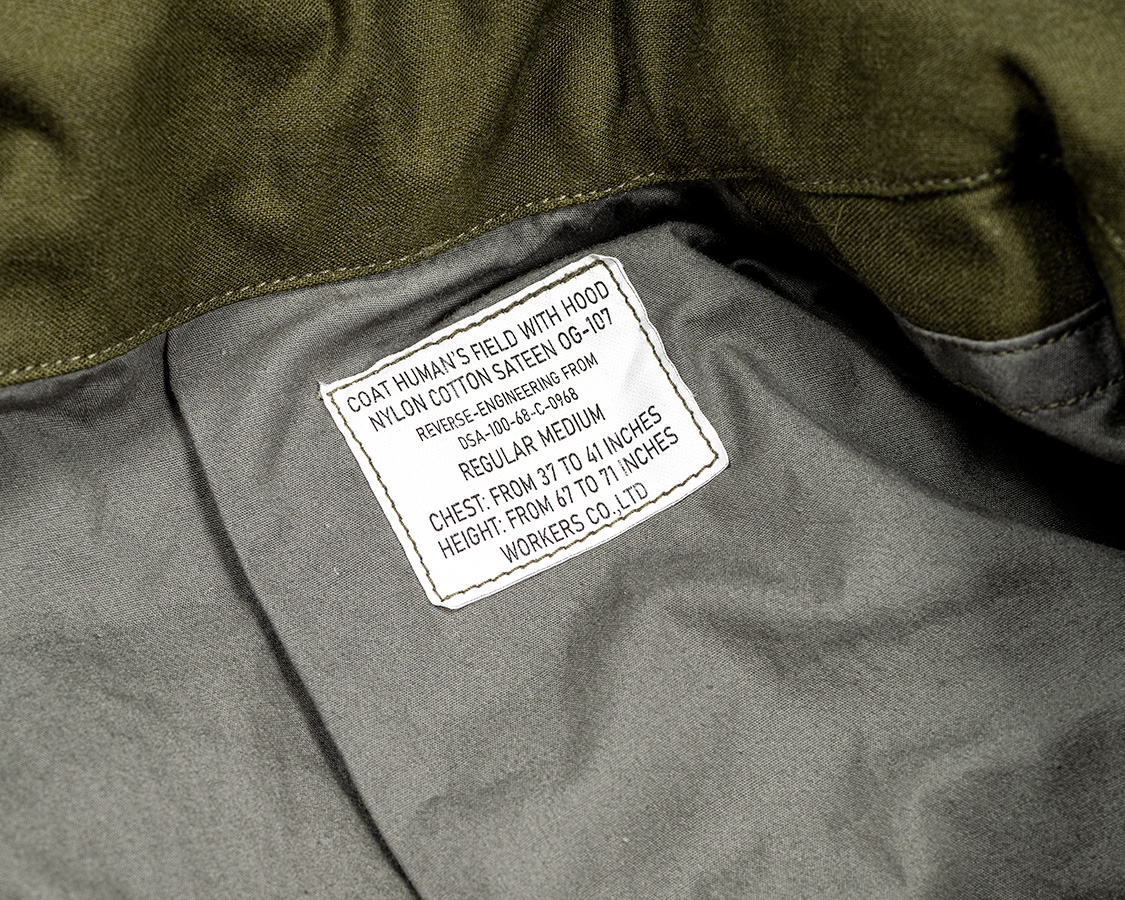 COAT HUMAN'S FIELD WITH HOOD
NYLON COTTON SATEEN OG-107
REVERSE-ENGINEERING FROM
DSA-100-68-C-0968
REGULAR MEDIUM
CHEST: FROM 37 TO 41 INCHES
HEIGHT: FROM 67 TO 71 INCHES
WORKERS CO.,LTD